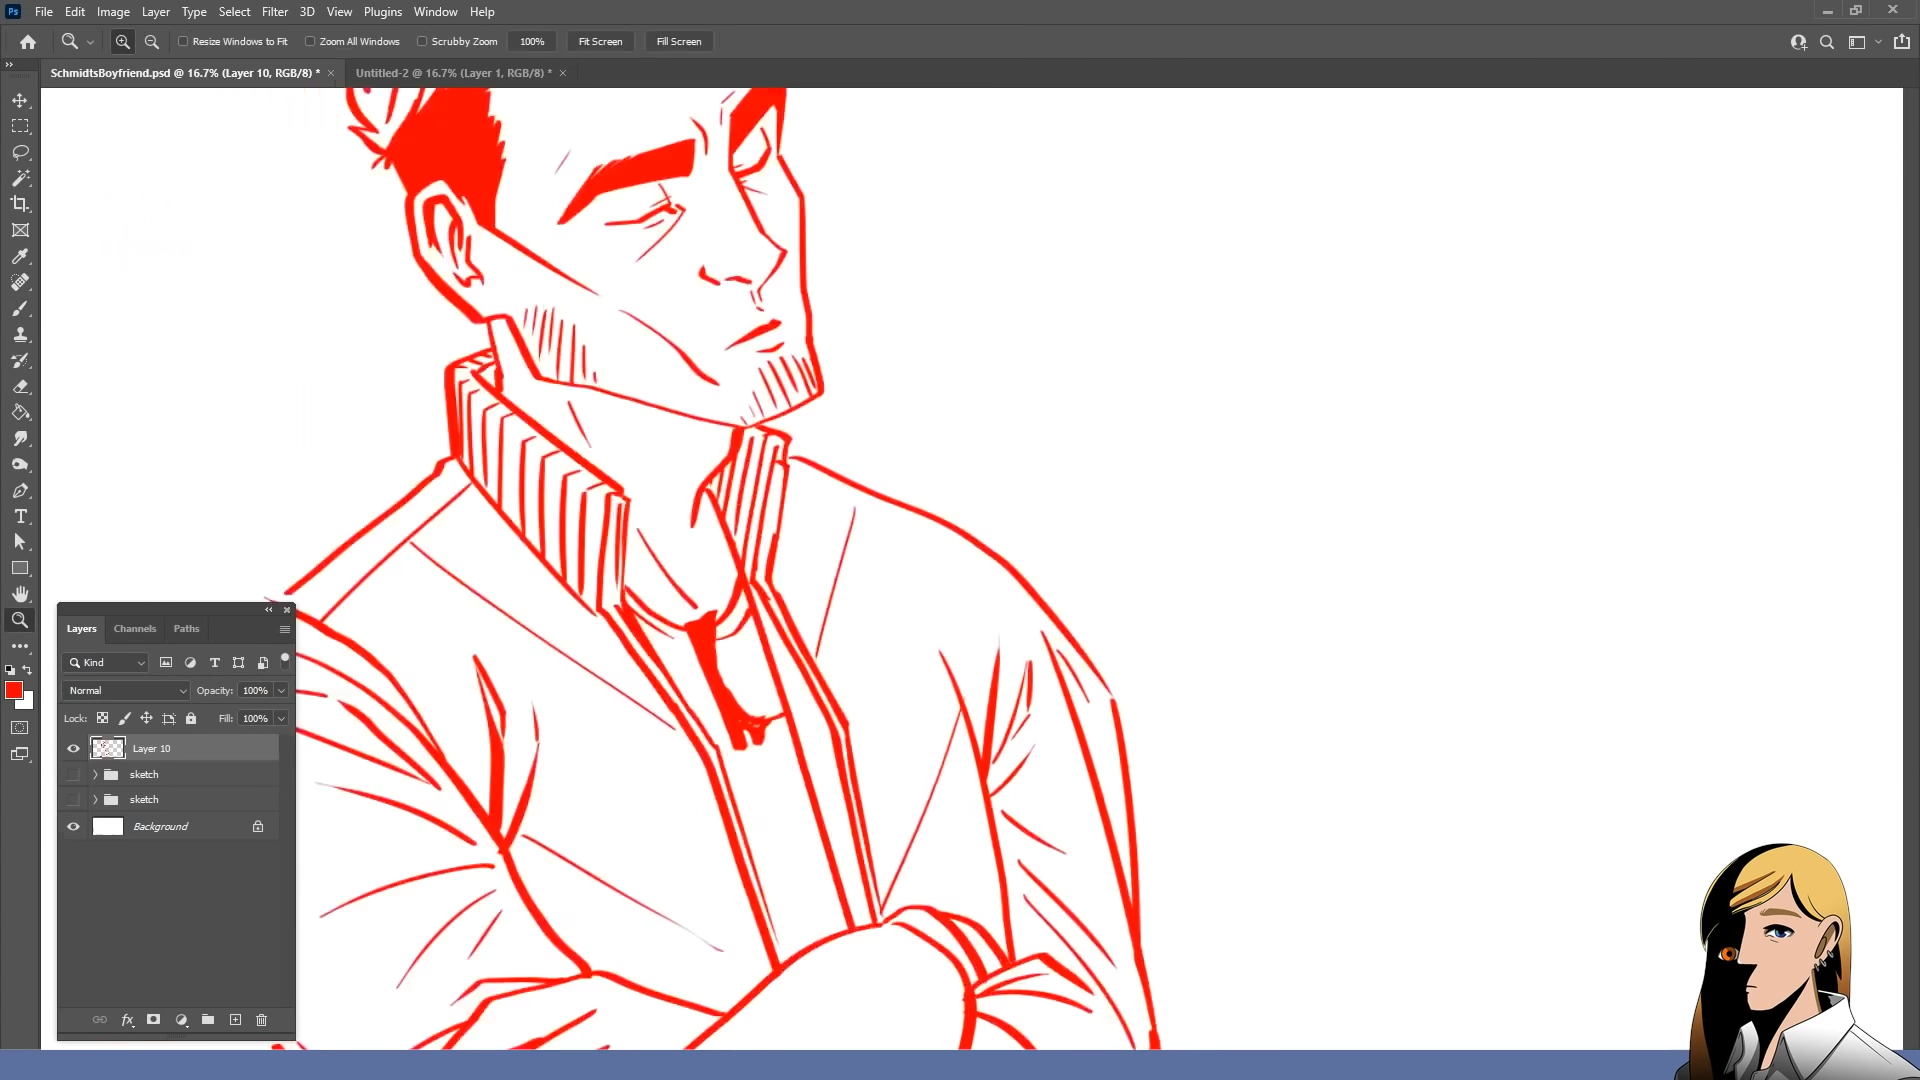 Ps File Edit Image Layer Type Select Filter 3D View Plugins Window Help
Resize Windows to Fit Zoom All Windows Scrubby Zoom 100% Fit Screen Fill Screen
SchmidtsBoyfriend.psd @ 16.7% (Layer 10, RGB/8) * × Untitled-2 @ 16.7% (Layer 1, RGB/8) * ×
Layers Channels Paths
Kind
Normal Opacity: 100%
Lock: Fill: 100%
Layer 10
sketch
sketch
Background
fx